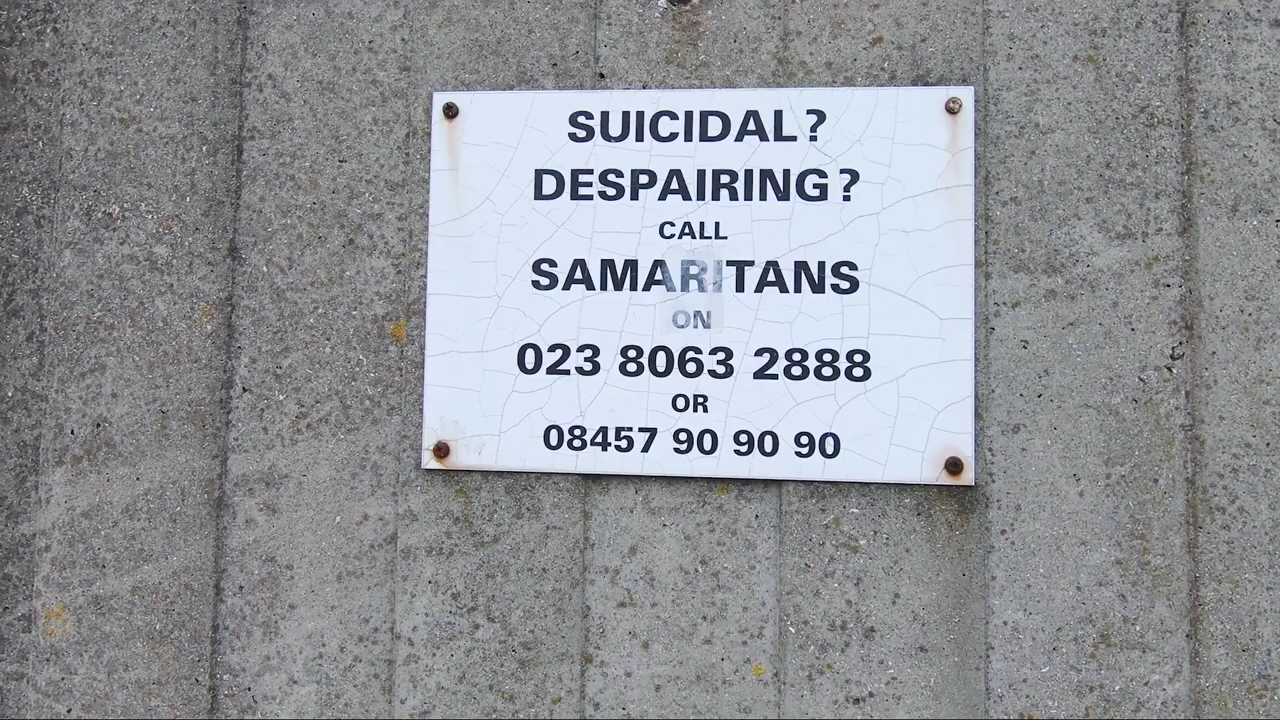 SUICIDAL?
DESPAIRING?
CALL
SAMARITANS
ON
023 8063 2888
OR
08457 90 90 90